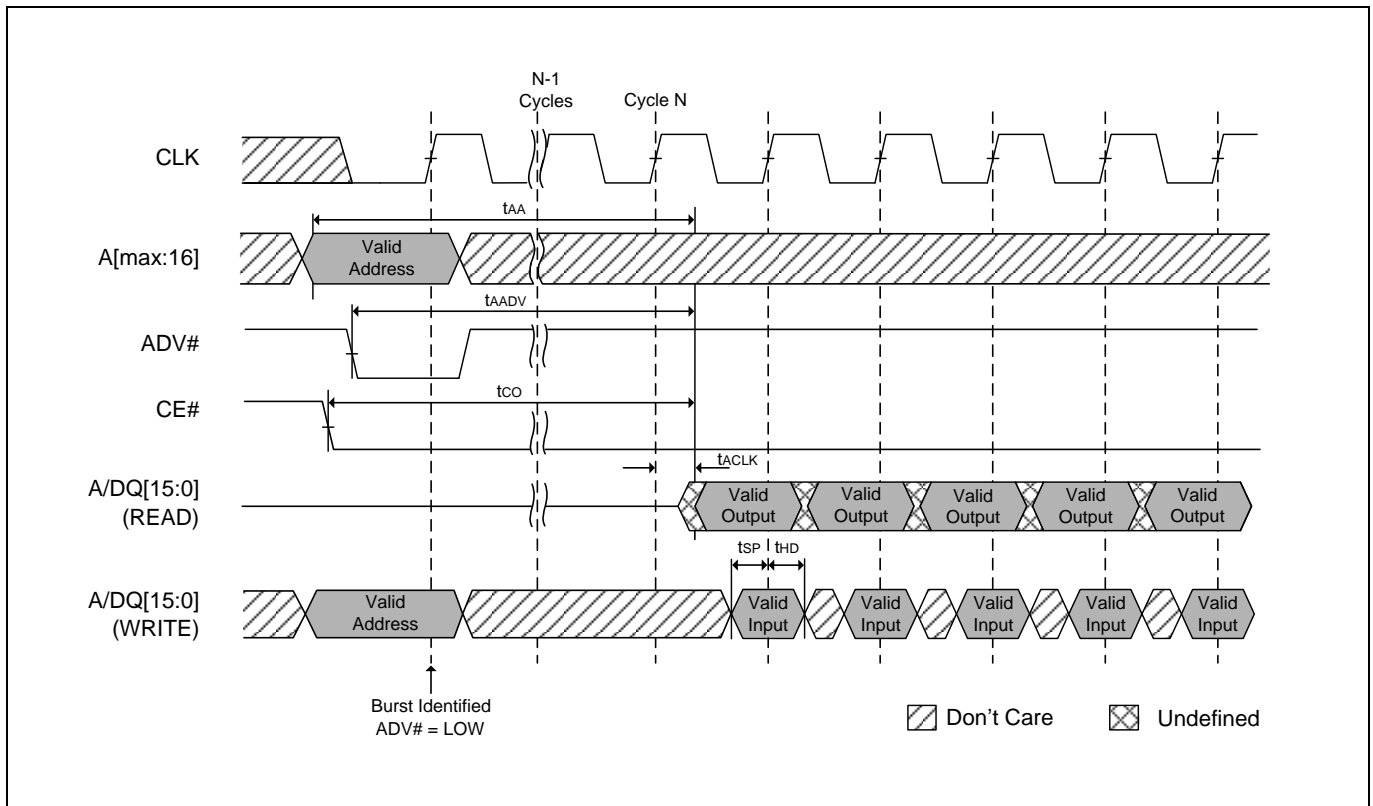 N-1
Cycles
Cycle N
CLK
tAA
A[max:16]
Valid
Address
tAADV
ADV#
tCO
CE#
tACLK
A/DQ[15:0]
(READ)
Valid
Output
Valid
Output
Valid
Output
Valid
Output
Valid
Output
tSP
tHD
A/DQ[15:0]
(WRITE)
Valid
Address
Valid
Input
Valid
Input
Valid
Input
Valid
Input
Valid
Input
Burst Identified
ADV# = LOW
Don't Care
Undefined